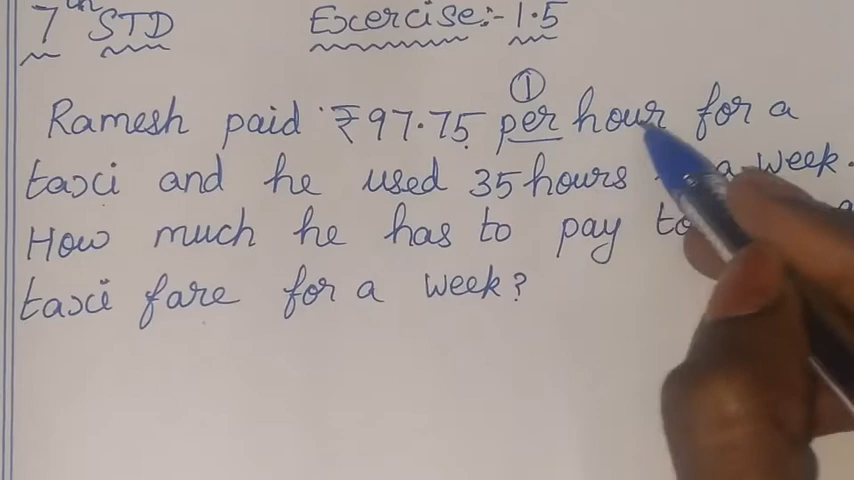 7th STD Exercise:- 1.5
①
Ramesh paid ₹97.75 per hour for a
taxi and he used 35 hours a week.
How much he has to pay
taxi fare for a week?